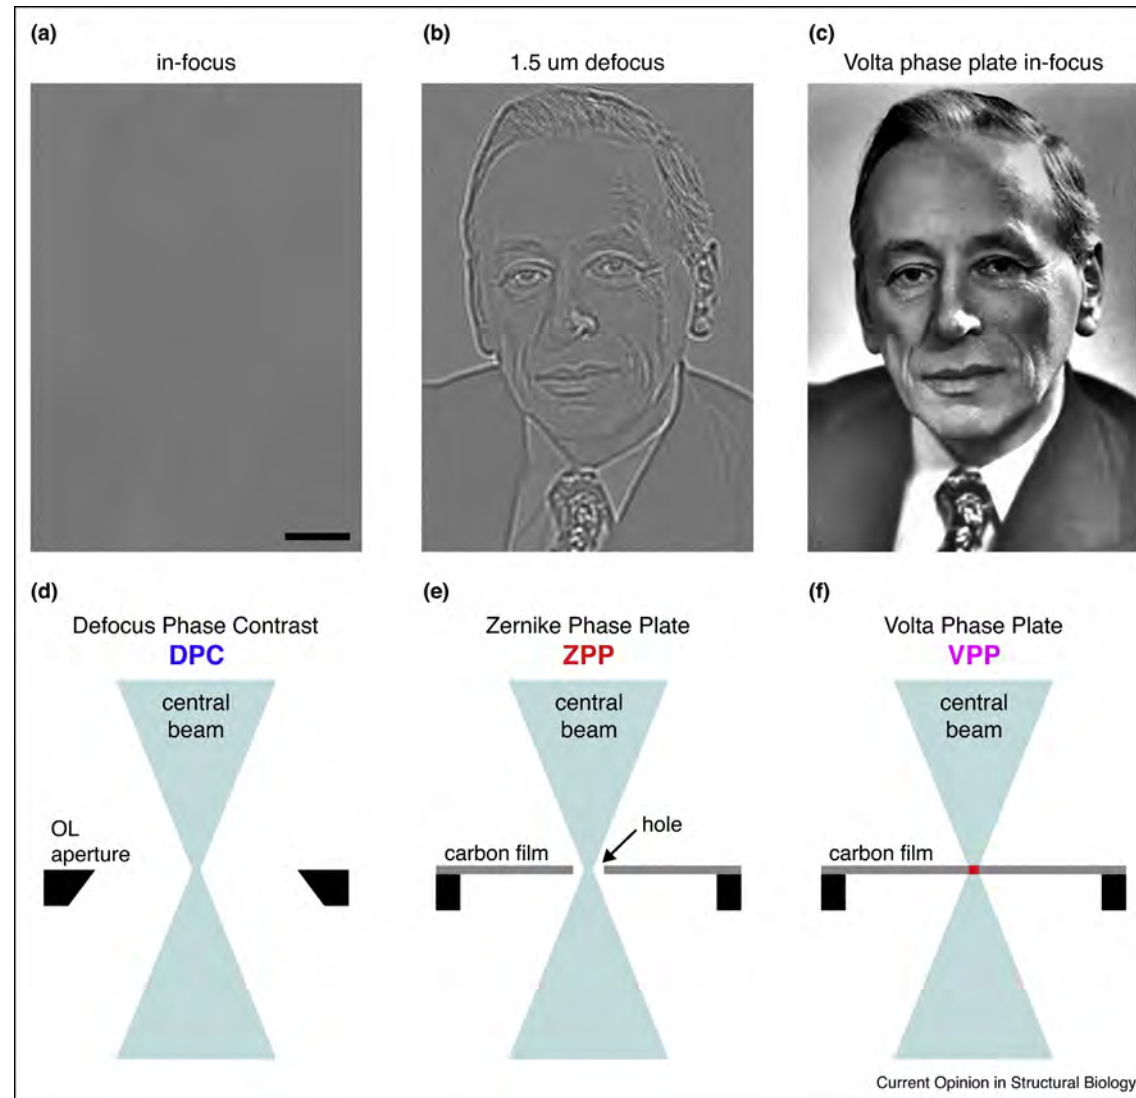 (a)
in-focus
(b)
1.5 um defocus
(c)
Volta phase plate in-focus
(d)
Defocus Phase Contrast
DPC
central
beam
OL
aperture
(e)
Zernike Phase Plate
ZPP
central
beam
hole
carbon film
(f)
Volta Phase Plate
VPP
central
beam
carbon film
Current Opinion in Structural Biology